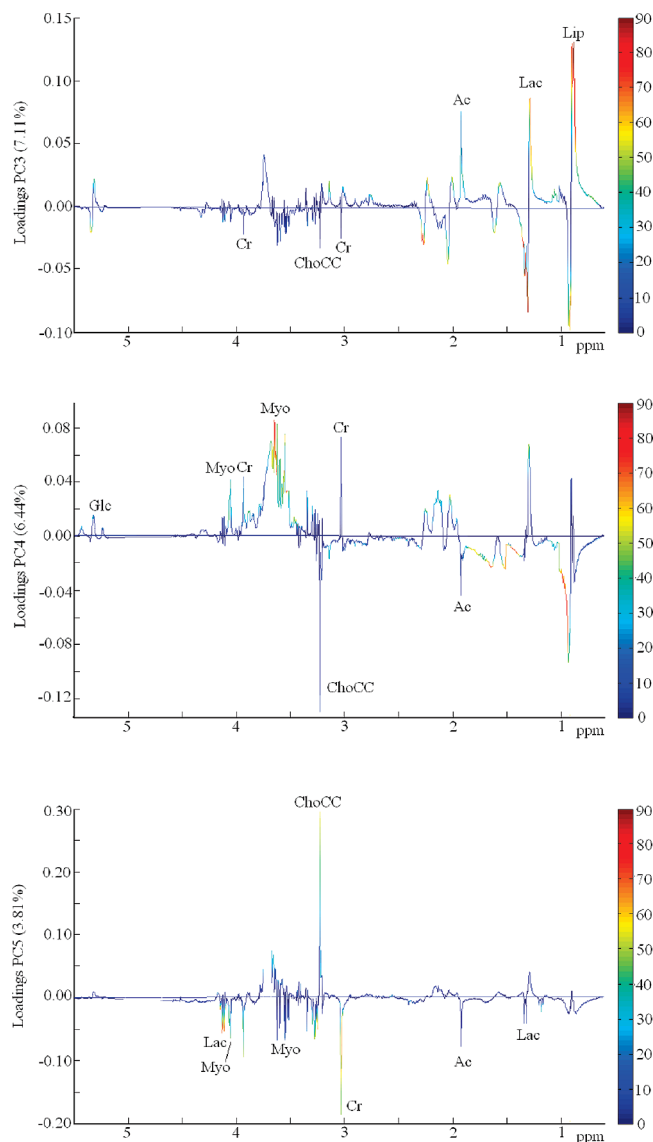 Loadings PC3 (7.11%)
0.15
0.10
0.05
0.00
-0.05
-0.10
Lip
Lac
Ac
Cr
ChoCC
Cr
5
4
3
2
1
ppm
90
80
70
60
50
40
30
20
10
0
Loadings PC4 (6.44%)
0.08
0.04
0.00
-0.04
-0.08
-0.12
Myo
Cr
Myo
Cr
Glc
Ac
ChoCC
5
4
3
2
1
ppm
90
80
70
60
50
40
30
20
10
0
Loadings PC5 (3.81%)
0.30
0.20
0.10
0.00
-0.10
-0.20
ChoCC
Lac
Myo
Myo
Cr
Ac
Lac
5
4
3
2
1
ppm
90
80
70
60
50
40
30
20
10
0